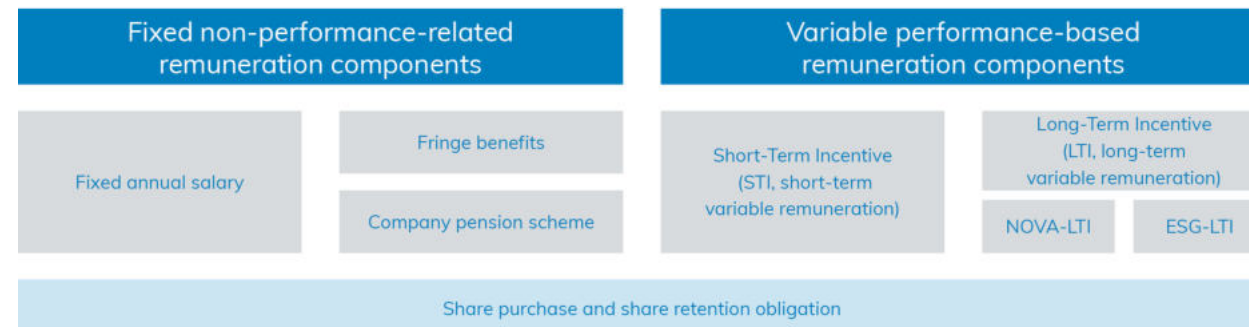 Fixed non-performance-related
remuneration components
Variable performance-based
remuneration components
Fixed annual salary
Fringe benefits
Company pension scheme
Short-Term Incentive
(STI, short-term
variable remuneration)
Long-Term Incentive
(LTI, long-term
variable remuneration)
NOVA-LTI
ESG-LTI
Share purchase and share retention obligation